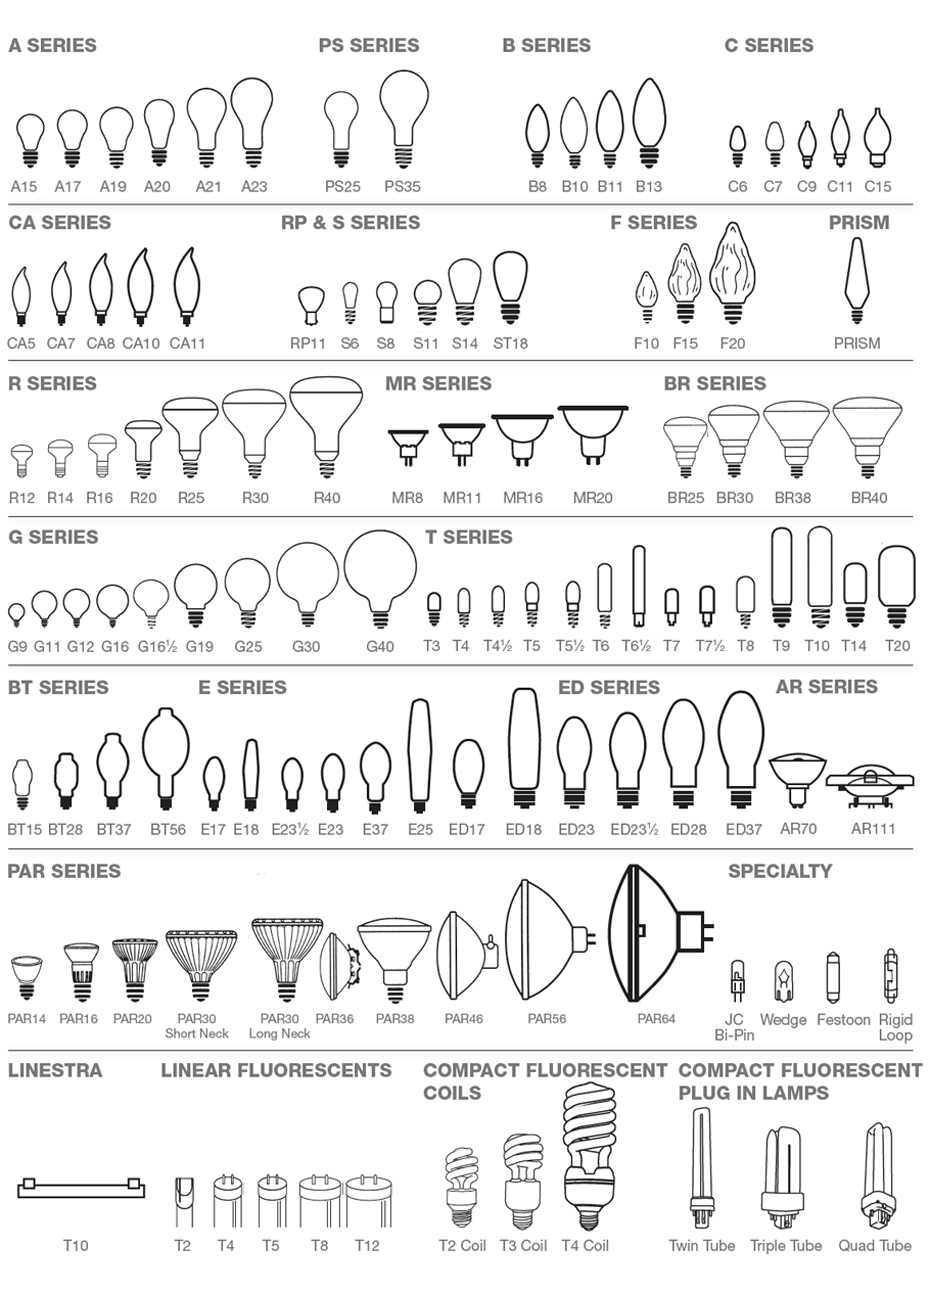 A SERIES PS SERIES B SERIES C SERIES
A15 A17 A19 A20 A21 A23 PS25 PS35 B8 B10 B11 B13 C6 C7 C9 C11 C15
CA SERIES RP & S SERIES F SERIES PRISM
CA5 CA7 CA8 CA10 CA11 RP11 S6 S8 S11 S14 ST18 F10 F15 F20 PRISM
R SERIES MR SERIES BR SERIES
R12 R14 R16 R20 R25 R30 R40 MR8 MR11 MR16 MR20 BR25 BR30 BR38 BR40
G SERIES T SERIES
G9 G11 G12 G16 G16½ G19 G25 G30 G40 T3 T4 T4½ T5 T5½ T6 T6½ T7 T7½ T8 T9 T10 T14 T20
BT SERIES E SERIES ED SERIES AR SERIES
BT15 BT28 BT37 BT56 E17 E18 E23½ E23 E37 E25 ED17 ED18 ED23 ED23½ ED28 ED37 AR70 AR111
PAR SERIES SPECIALTY
PAR14 PAR16 PAR20 PAR30 PAR30 PAR36 PAR38 PAR46 PAR56 PAR64 JC Wedge Festoon Rigid
Short Neck Long Neck Bi-Pin Loop
LINESTRA LINEAR FLUORESCENTS COMPACT FLUORESCENT COMPACT FLUORESCENT
COILS PLUG IN LAMPS
T10 T2 T4 T5 T8 T12 T2 Coil T3 Coil T4 Coil Twin Tube Triple Tube Quad Tube